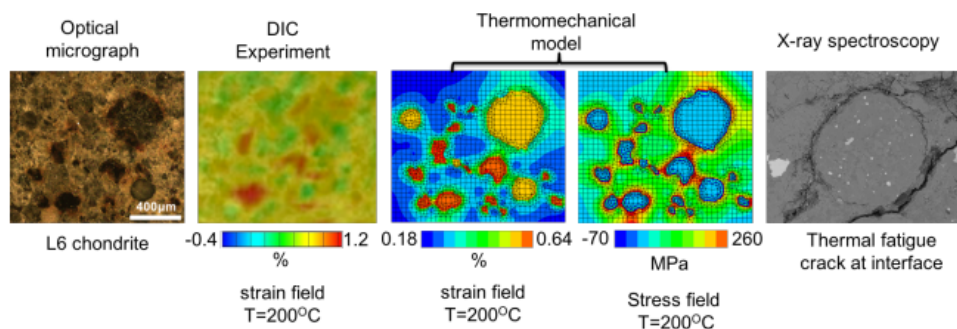 Optical
micrograph
DIC
Experiment
Thermomechanical
model
X-ray spectroscopy
400µm
L6 chondrite
-0.4 1.2
%
strain field
T=200°C
0.18 0.64
%
strain field
T=200°C
-70 260
MPa
Stress field
T=200°C
Thermal fatigue
crack at interface